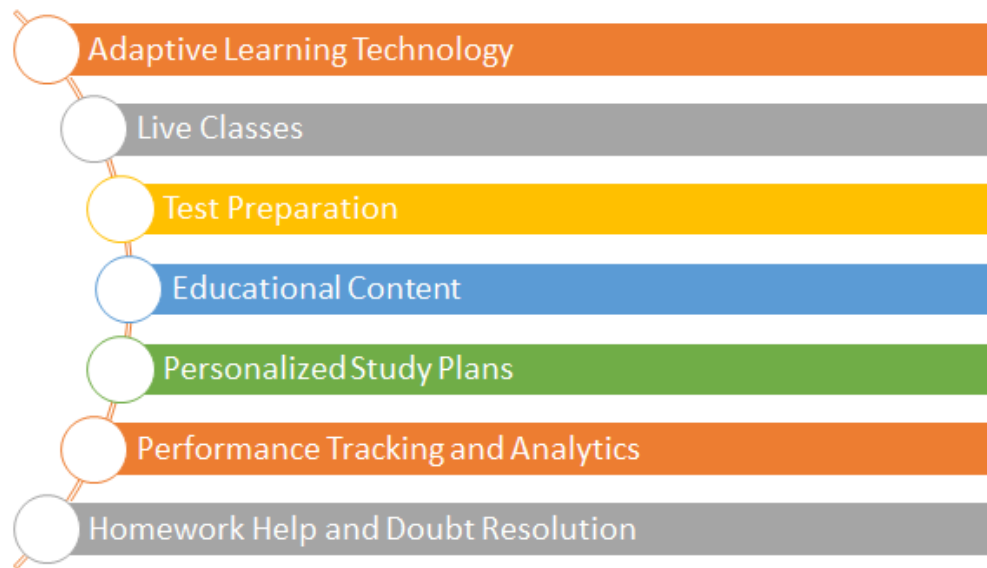 Adaptive Learning Technology
Live Classes
Test Preparation
Educational Content
Personalized Study Plans
Performance Tracking and Analytics
Homework Help and Doubt Resolution